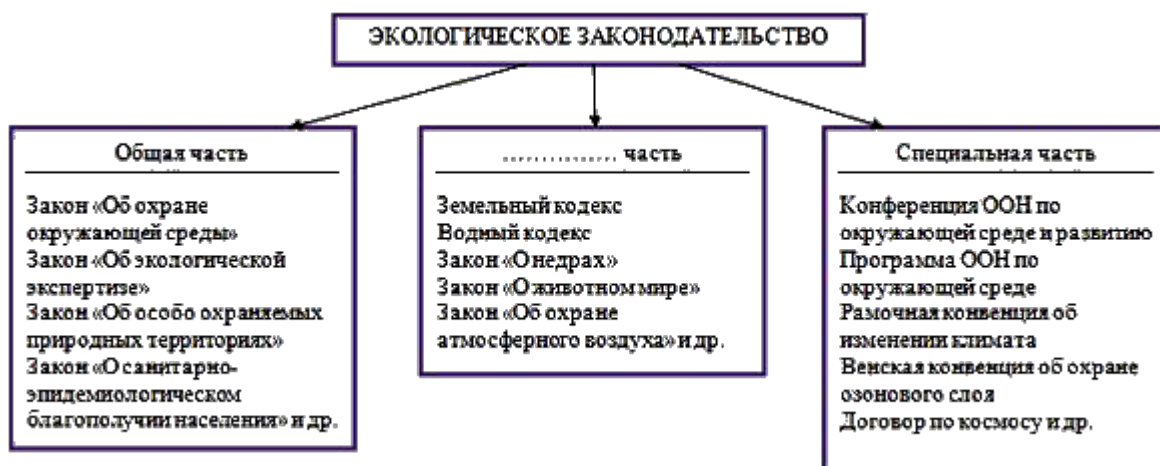 ЭКОЛОГИЧЕСКОЕ ЗАКОНОДАТЕЛЬСТВО
Общая часть
Закон «Об охране
окружающей среды»
Закон «Об экологической
экспертизе»
Закон «Об особо охраняемых
природных территориях»
Закон «О санитарно-
эпидемиологическом
благополучии населения» и др.
................ часть
Земельный кодекс
Водный кодекс
Закон «О недрах»
Закон «О животном мире»
Закон «Об охране
атмосферного воздуха» и др.
Специальная часть
Конференция ООН по
окружающей среде и развитию
Программа ООН по
окружающей среде
Рамочная конвенция об
изменении климата
Венская конвенция об охране
озонового слоя
Договор по космосу и др.